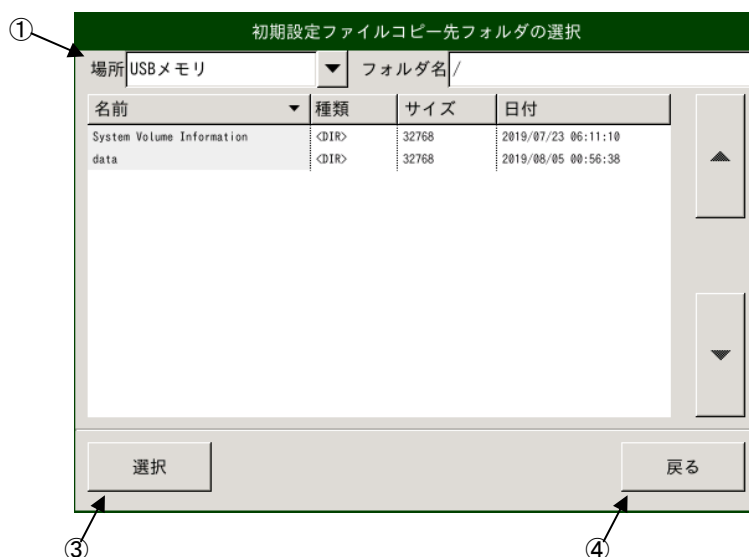 初期設定ファイルコピー先フォルダの選択
①
場所 USBメモリ ▼ フォルダ名 /
名前 ▼ 種類 サイズ 日付
System Volume Information <DIR> 32768 2019/07/23 06:11:10
data <DIR> 32768 2019/08/05 00:56:38
選択 戻る
③ ④